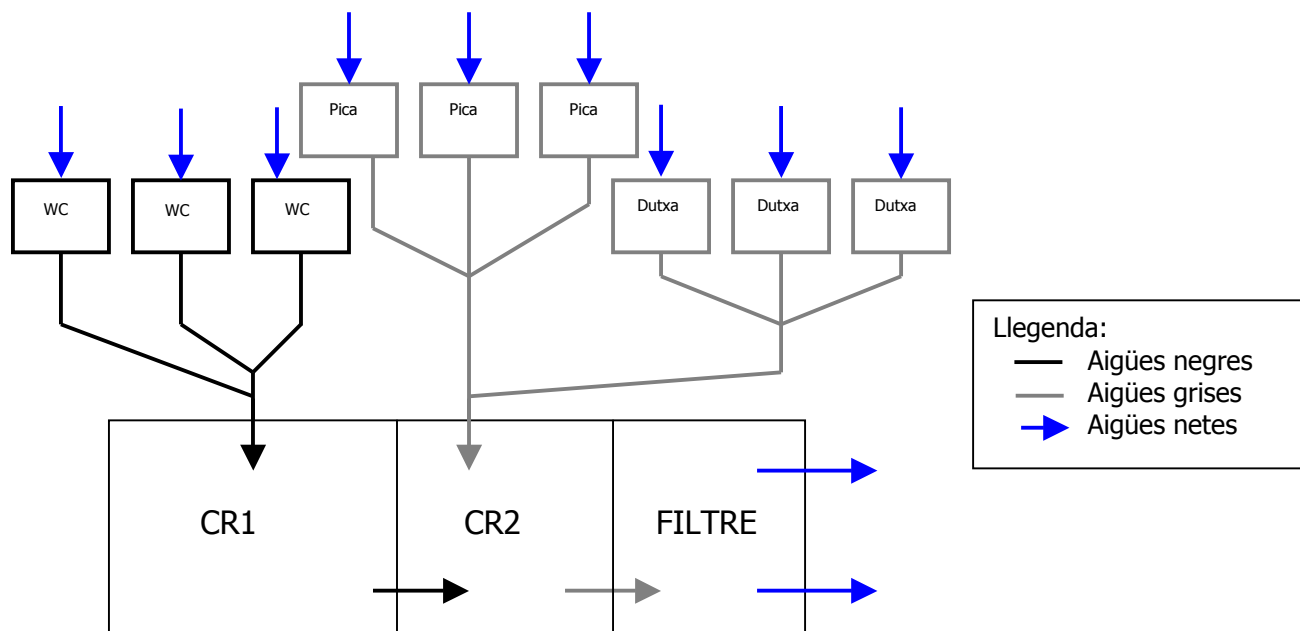 Pica
Pica
Pica
WC
WC
WC
Dutxa
Dutxa
Dutxa
Llegenda:
Aigües negres
Aigües grises
Aigües netes
CR1
CR2
FILTRE